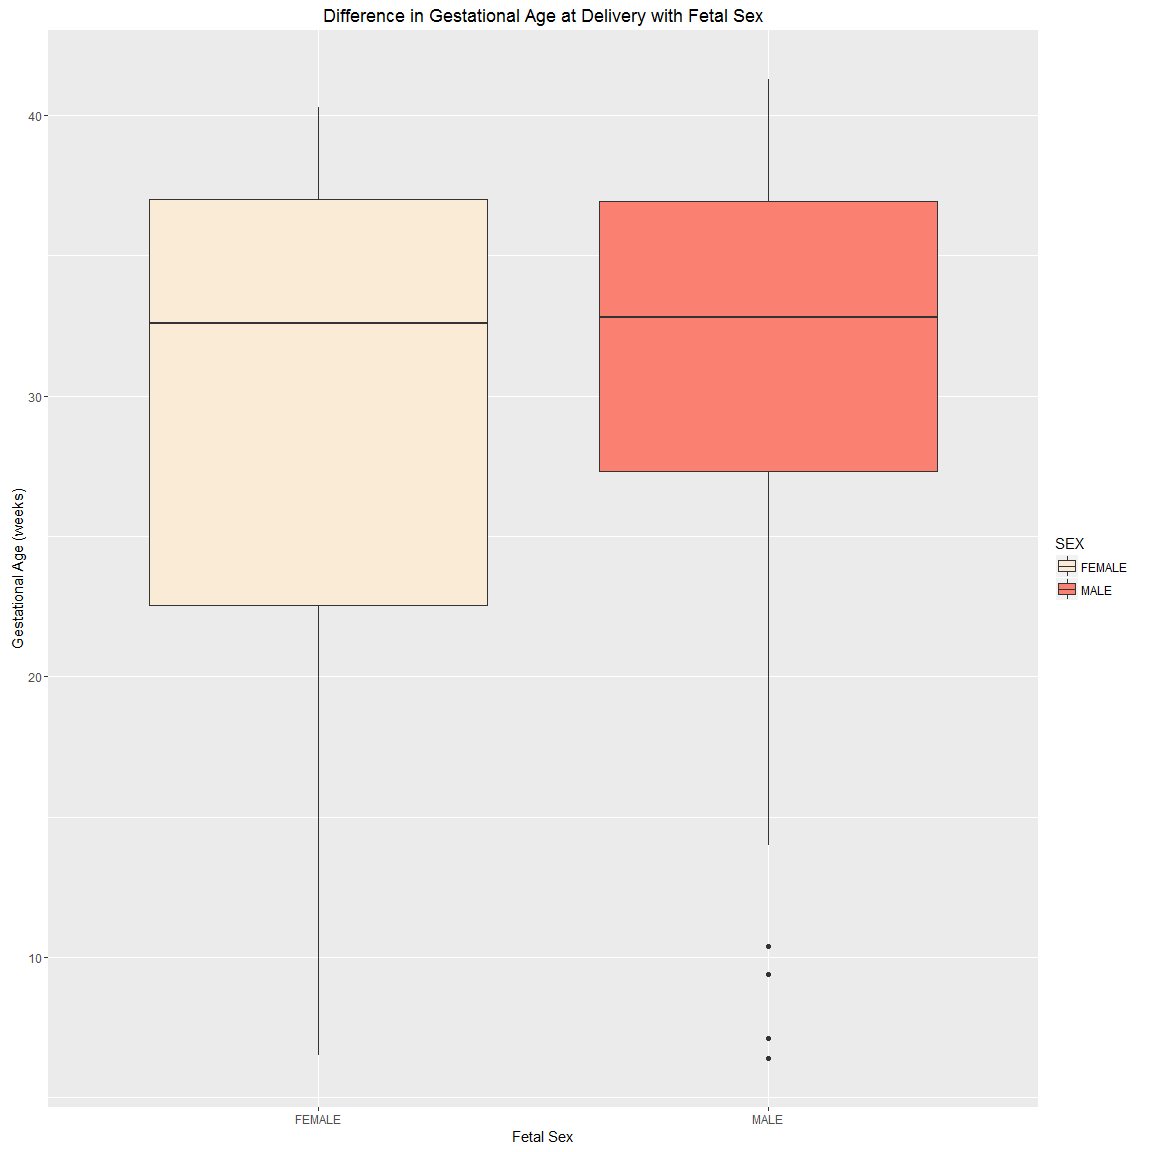 Difference in Gestational Age at Delivery with Fetal Sex
40
30
20
10
Gestational Age (weeks)
FEMALE
MALE
Fetal Sex
SEX
FEMALE
MALE